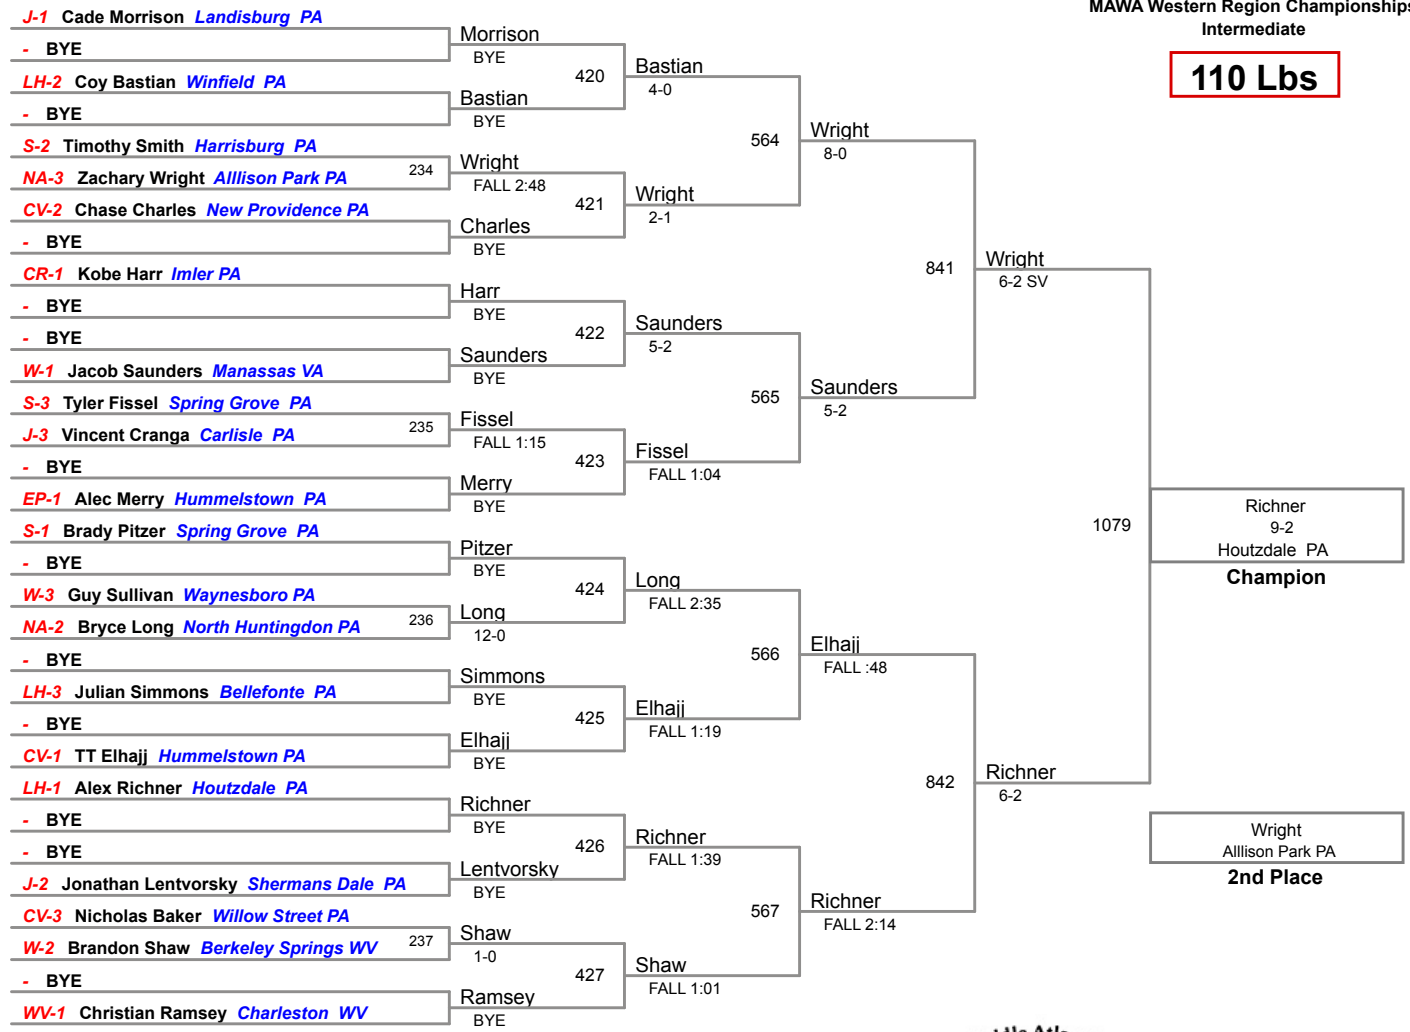 MAWA Western Region Championships
Intermediate
110 Lbs
J-1 Cade Morrison Landisburg PA
- BYE
LH-2 Coy Bastian Winfield PA
- BYE
S-2 Timothy Smith Harrisburg PA
NA-3 Zachary Wright Alllison Park PA
CV-2 Chase Charles New Providence PA
- BYE
CR-1 Kobe Harr Imler PA
- BYE
- BYE
W-1 Jacob Saunders Manassas VA
S-3 Tyler Fissel Spring Grove PA
J-3 Vincent Cranga Carlisle PA
- BYE
EP-1 Alec Merry Hummelstown PA
S-1 Brady Pitzer Spring Grove PA
- BYE
W-3 Guy Sullivan Waynesboro PA
NA-2 Bryce Long North Huntingdon PA
- BYE
LH-3 Julian Simmons Bellefonte PA
- BYE
CV-1 TT Elhajj Hummelstown PA
LH-1 Alex Richner Houtzdale PA
- BYE
- BYE
J-2 Jonathan Lentvorsky Shermans Dale PA
CV-3 Nicholas Baker Willow Street PA
W-2 Brandon Shaw Berkeley Springs WV
- BYE
WV-1 Christian Ramsey Charleston WV
234
235
236
237
Morrison
BYE
Bastian
BYE
Wright
FALL 2:48
Charles
BYE
Harr
BYE
Saunders
BYE
Fissel
FALL 1:15
Merry
BYE
Pitzer
BYE
Long
12-0
Simmons
BYE
Elhajj
BYE
Richner
BYE
Lentvorsky
BYE
Shaw
1-0
Ramsey
BYE
420
421
422
423
424
425
426
427
Bastian
4-0
Wright
2-1
Saunders
5-2
Fissel
FALL 1:04
Long
FALL 2:35
Elhajj
FALL 1:19
Richner
FALL 1:39
Shaw
FALL 1:01
564
565
566
567
Wright
8-0
Saunders
5-2
Elhajj
FALL :48
Richner
FALL 2:14
841
842
Wright
6-2 SV
Richner
6-2
1079
Richner
9-2
Houtzdale PA
Champion
Wright
Alllison Park PA
2nd Place